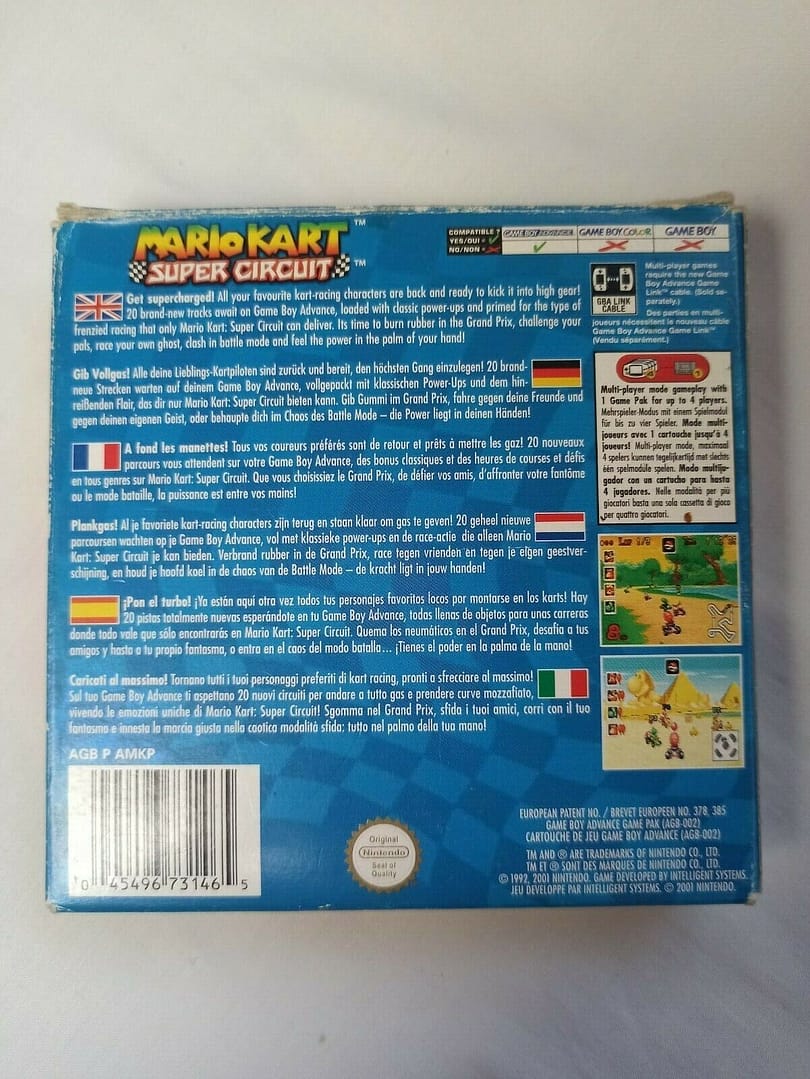 MARIO KART™
SUPER CIRCUIT™
COMPATIBLE?
YES/OUI = ✓
NO/NON = ✗
GAME BOY ADVANCE
GAME BOY COLOR
GAME BOY
Get supercharged! All your favourite kart-racing characters are back and ready to kick it into high gear!
20 brand-new tracks await on Game Boy Advance, loaded with classic power-ups and primed for the type of
frenzied racing that only Mario Kart: Super Circuit can deliver. Its time to burn rubber in the Grand Prix, challenge your
pals, race your own ghost, clash in battle mode and feel the power in the palm of your hand!
Gib Vollgas! Alle deine Lieblings-Kartpiloten sind zurück und bereit, den höchsten Gang einzulegen! 20 brand-
neue Strecken warten auf deinem Game Boy Advance, vollgepackt mit klassischen Power-Ups und dem hin-
reißenden Flair, das dir nur Mario Kart: Super Circuit bieten kann. Gib Gummi im Grand Prix, fahre gegen deine Freunde und
gegen deinen eigenen Geist, oder behaupte dich im Chaos des Battle Mode – die Power liegt in deinen Händen!
A fond les manettes! Tous vos coureurs préférés sont de retour et prêts à mettre les gaz! 20 nouveaux
parcours vous attendent sur votre Game Boy Advance, des bonus classiques et des heures de courses et défis
en tous genres sur Mario Kart: Super Circuit. Que vous choisissiez le Grand Prix, de défier vos amis, d'affronter votre fantôme
ou le mode bataille, la puissance est entre vos mains!
Plankgas! Al je favoriete kart-racing characters zijn terug en staan klaar om gas te geven! 20 geheel nieuwe
parcoursen wachten op je Game Boy Advance, vol met klassieke power-ups en de race-actie die alleen Mario
Kart: Super Circuit je kan bieden. Verbrand rubber in de Grand Prix, race tegen vrienden en tegen je eigen geestver-
schijning, en houd je hoofd koel in de chaos van de Battle Mode – de kracht ligt in jouw handen!
¡Pon el turbo! ¡Ya están aquí otra vez todos tus personajes favoritos locos por montarse en los karts! Hay
20 pistas totalmente nuevas esperándote en tu Game Boy Advance, todas llenas de objetos para unas carreras
donde todo vale que sólo encontrarás en Mario Kart: Super Circuit. Quema los neumáticos en el Grand Prix, desafía a tus
amigos y hasta a tu propio fantasma, o entra en el caos del modo batalla... ¡Tienes el poder en la palma de la mano!
Caricati al massimo! Tornano tutti i tuoi personaggi preferiti di kart racing, pronti a sfrecciare al massimo!
Sul tuo Game Boy Advance ti aspettano 20 nuovi circuiti per andare a tutto gas e prendere curve mozzafiato,
vivendo le emozioni uniche di Mario Kart: Super Circuit! Sgomma nel Grand Prix, sfida i tuoi amici, corri con il tuo
fantasma e innesta la marcia giusta nella caotica modalità sfida: tutto nel palmo della tua mano!
AGB P AMKP
0 45496 73146 5
Original
Nintendo
Seal of
Quality
GBA LINK
CABLE
Multi-player games
require the new Game
Boy Advance Game
Link™ cable. (Sold se-
parately.)
Des parties en multi-
joueurs nécessitent le nouveau câble
Game Boy Advance Game Link™
(Vendu séparément.)
Multi-player mode gameplay with
1 Game Pak for up to 4 players.
Mehrspieler-Modus mit einem Spielmodul
für bis zu vier Spieler. Mode multi-
joueurs avec 1 cartouche jusqu'à 4
joueurs! Multi-player mode, maximaal
4 spelers kunnen tegelijkertijd met slechts
één spelmodule spelen. Modo multiju-
gador con un cartucho para hasta
4 jugadores. Nelle modalità per più
giocatori basta una sola cassetta di gioco
per quattro giocatori.
EUROPEAN PATENT NO. / BREVET EUROPEEN NO. 378, 385
GAME BOY ADVANCE GAME PAK (AGB-002)
CARTOUCHE DE JEU GAME BOY ADVANCE (AGB-002)
TM AND ® ARE TRADEMARKS OF NINTENDO CO., LTD.
TM ET ® SONT DES MARQUES DE NINTENDO CO., LTD.
© 1992, 2001 NINTENDO. GAME DEVELOPED BY INTELLIGENT SYSTEMS.
JEU DEVELOPPE PAR INTELLIGENT SYSTEMS. © 2001 NINTENDO.